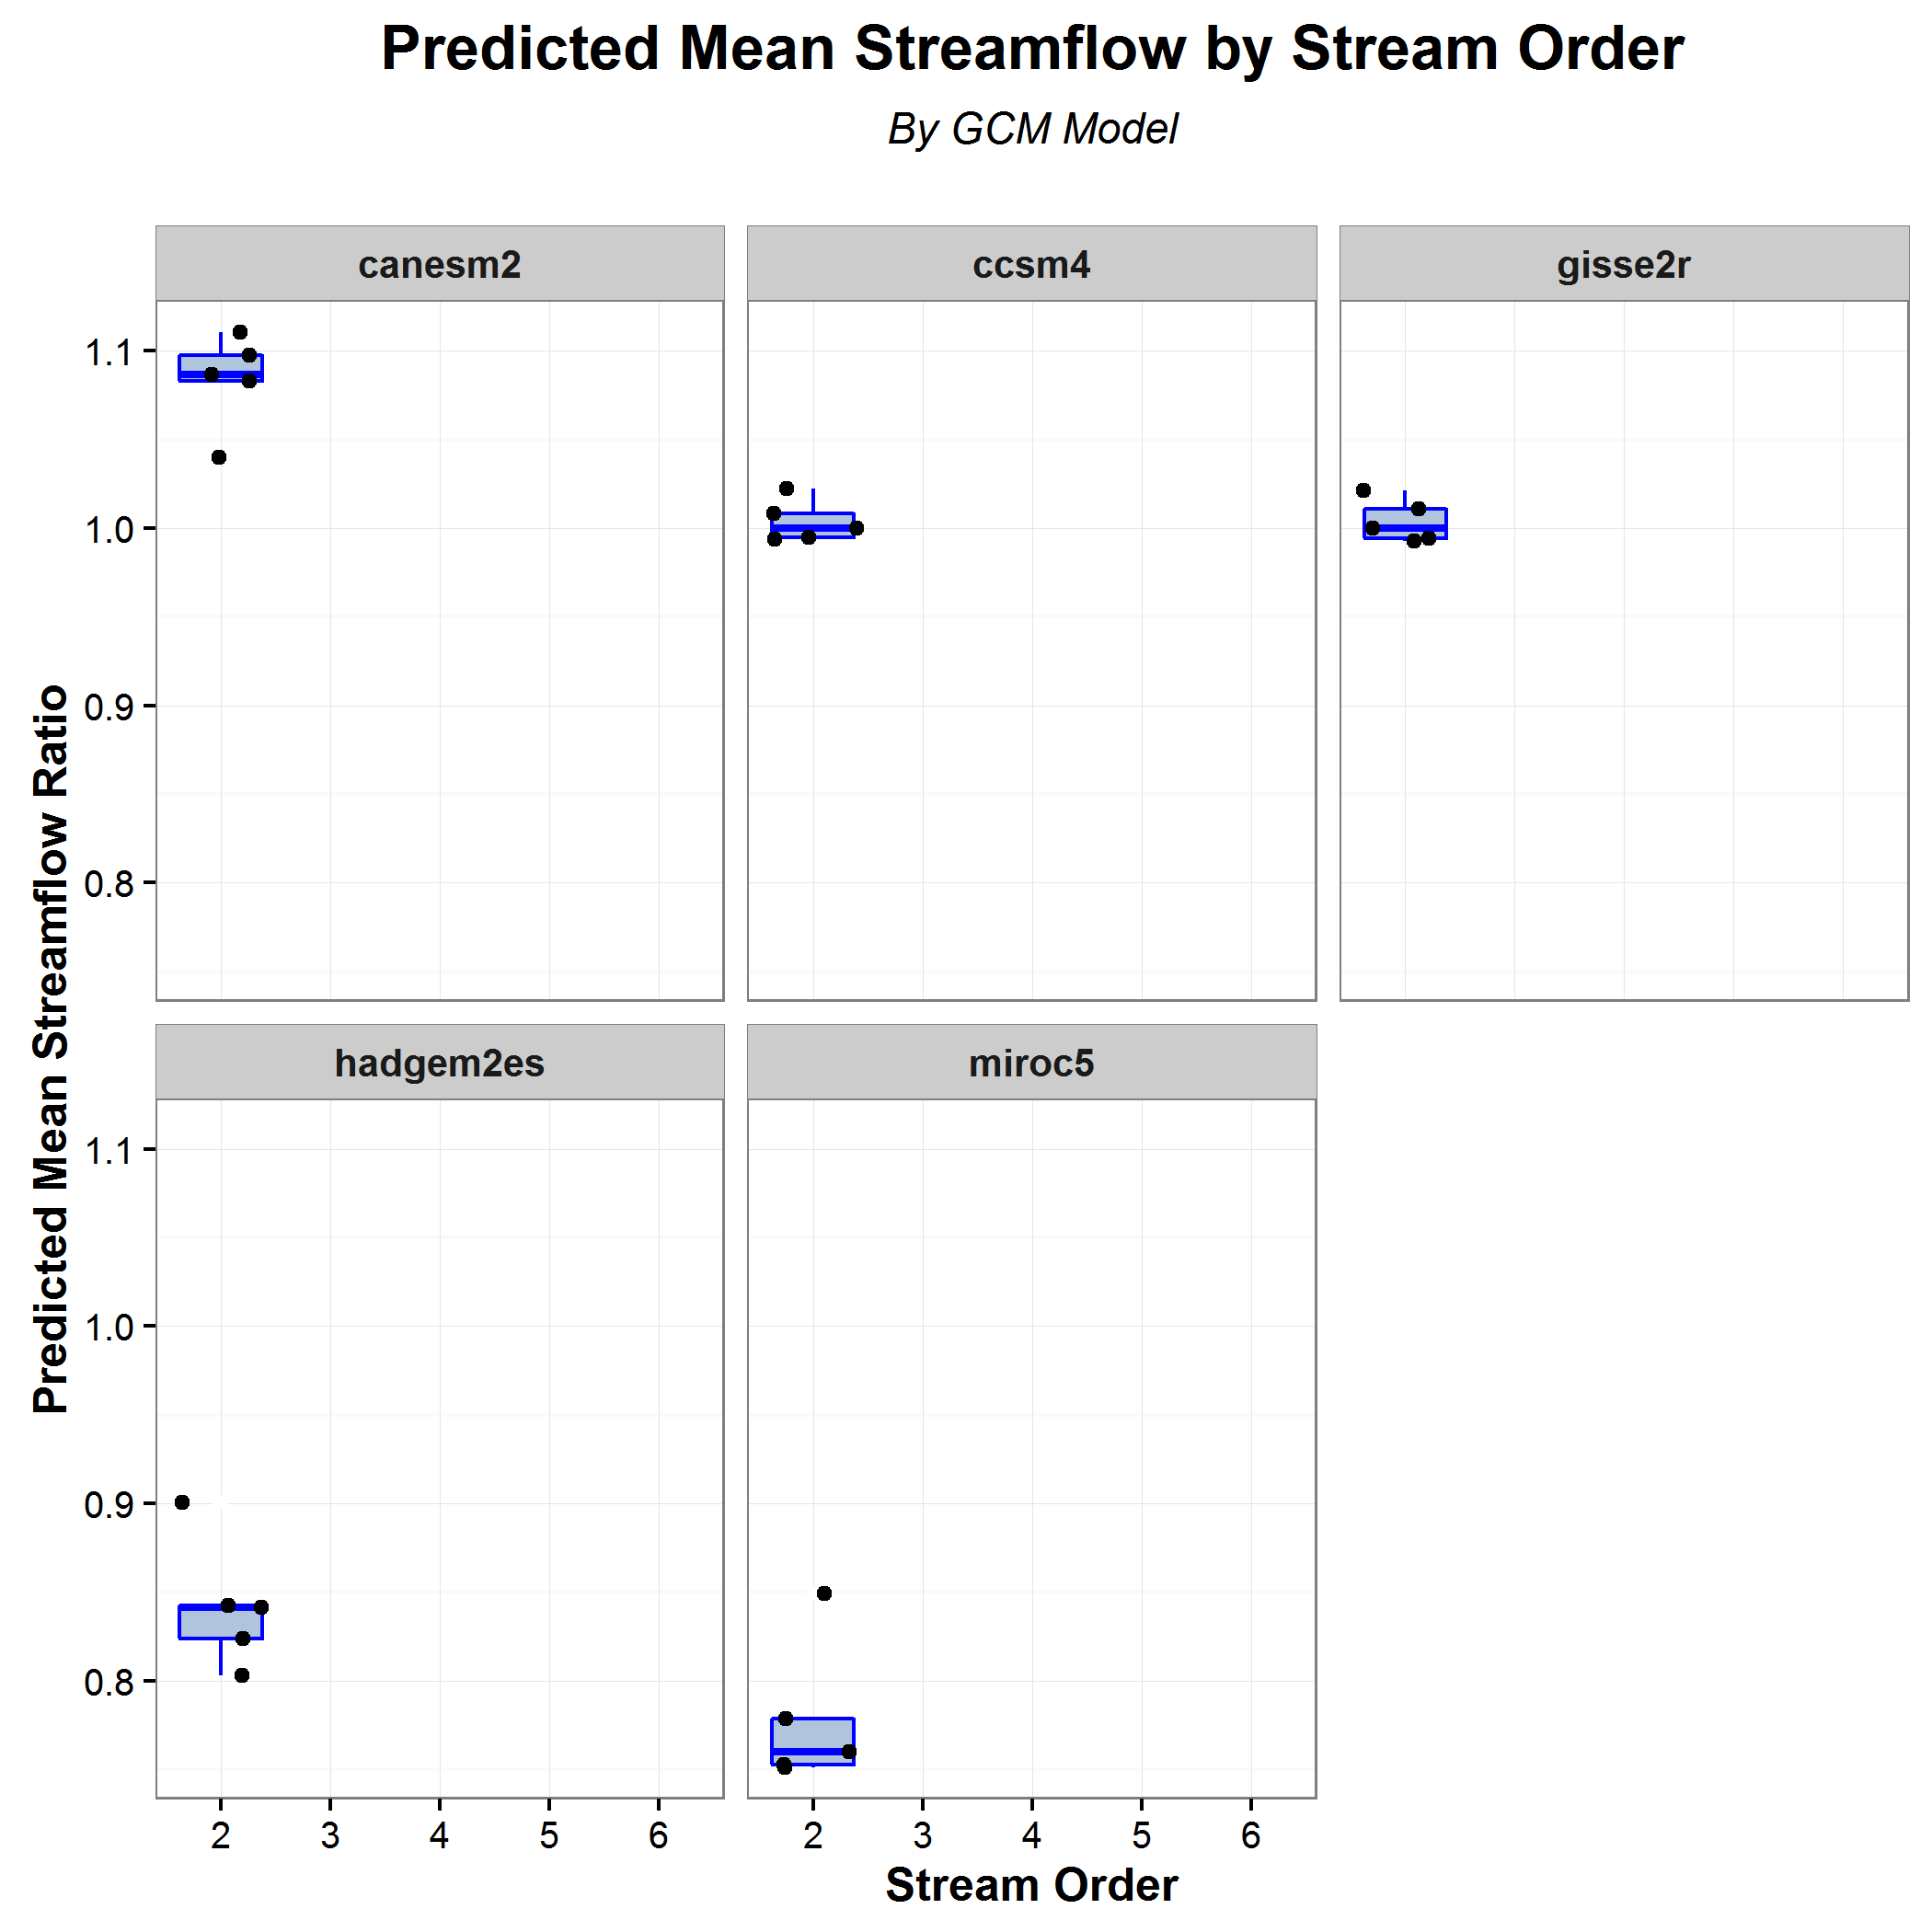 Predicted Mean Streamflow by Stream Order
By GCM Model
canesm2
ccsm4
gisse2r
1.1
1.0
0.9
0.8
Predicted Mean Streamflow Ratio
hadgem2es
miroc5
1.1
1.0
0.9
0.8
2 3 4 5 6
2 3 4 5 6
Stream Order